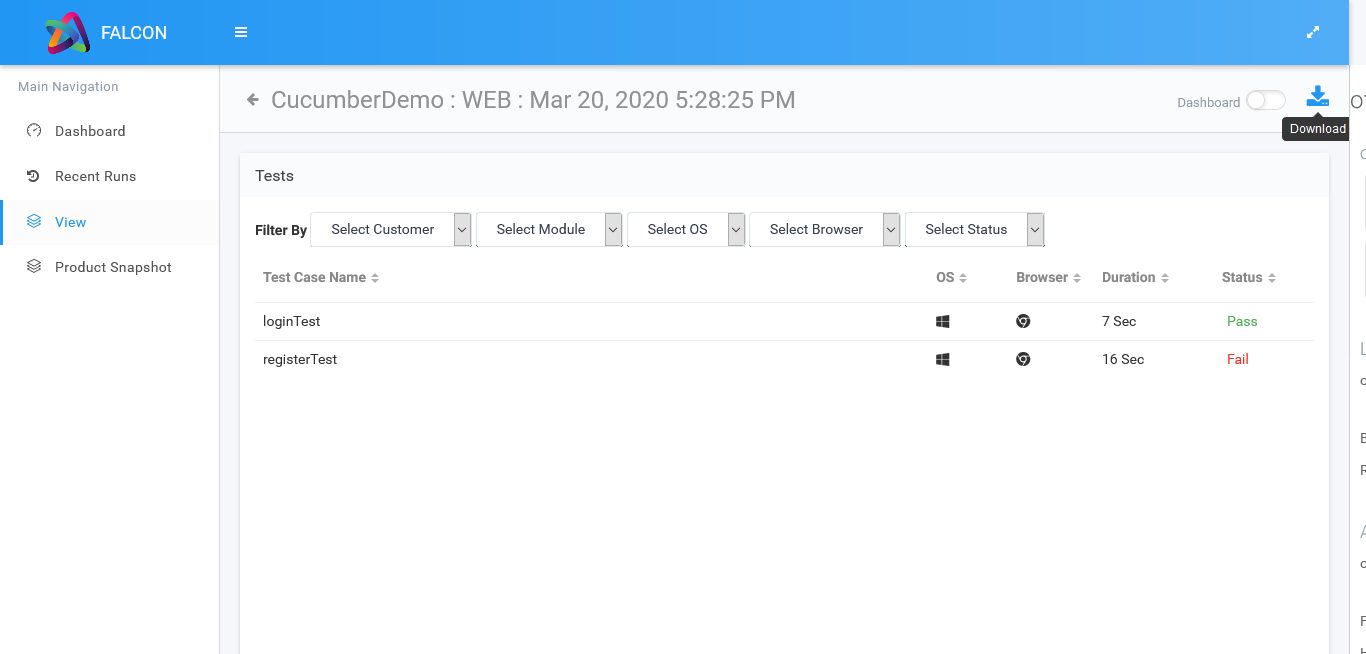 FALCON
Main Navigation
Dashboard
Recent Runs
View
Product Snapshot
CucumberDemo : WEB : Mar 20, 2020 5:28:25 PM
Dashboard
Download
Tests
Filter By Select Customer Select Module Select OS Select Browser Select Status
Test Case Name OS Browser Duration Status
loginTest 7 Sec Pass
registerTest 16 Sec Fail